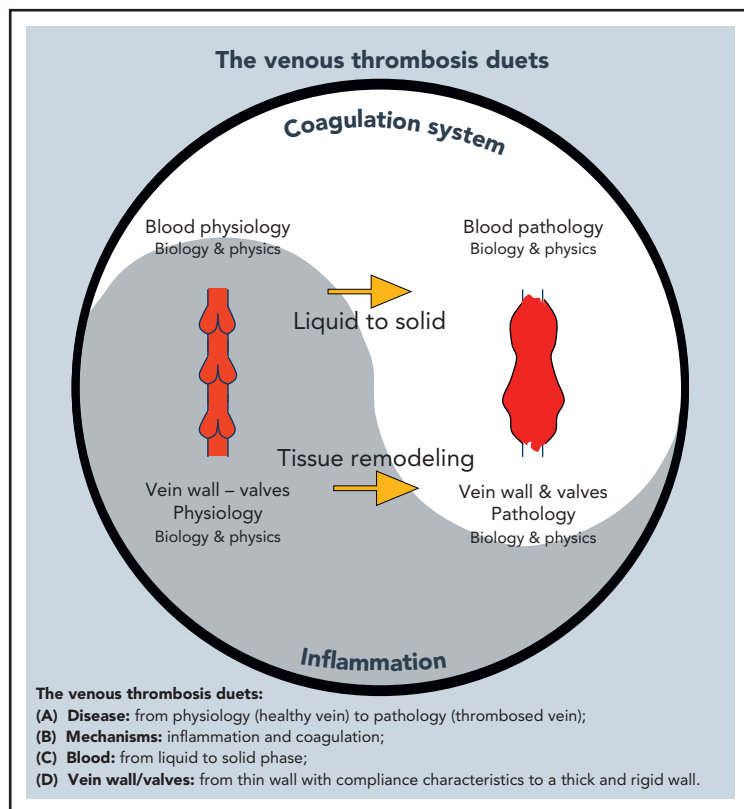 The venous thrombosis duets
Coagulation system
Blood physiology
Biology & physics
Blood pathology
Biology & physics
Liquid to solid
Tissue remodeling
Vein wall – valves
Physiology
Biology & physics
Vein wall & valves
Pathology
Biology & physics
Inflammation
The venous thrombosis duets:
(A) Disease: from physiology (healthy vein) to pathology (thrombosed vein);
(B) Mechanisms: inflammation and coagulation;
(C) Blood: from liquid to solid phase;
(D) Vein wall/valves: from thin wall with compliance characteristics to a thick and rigid wall.